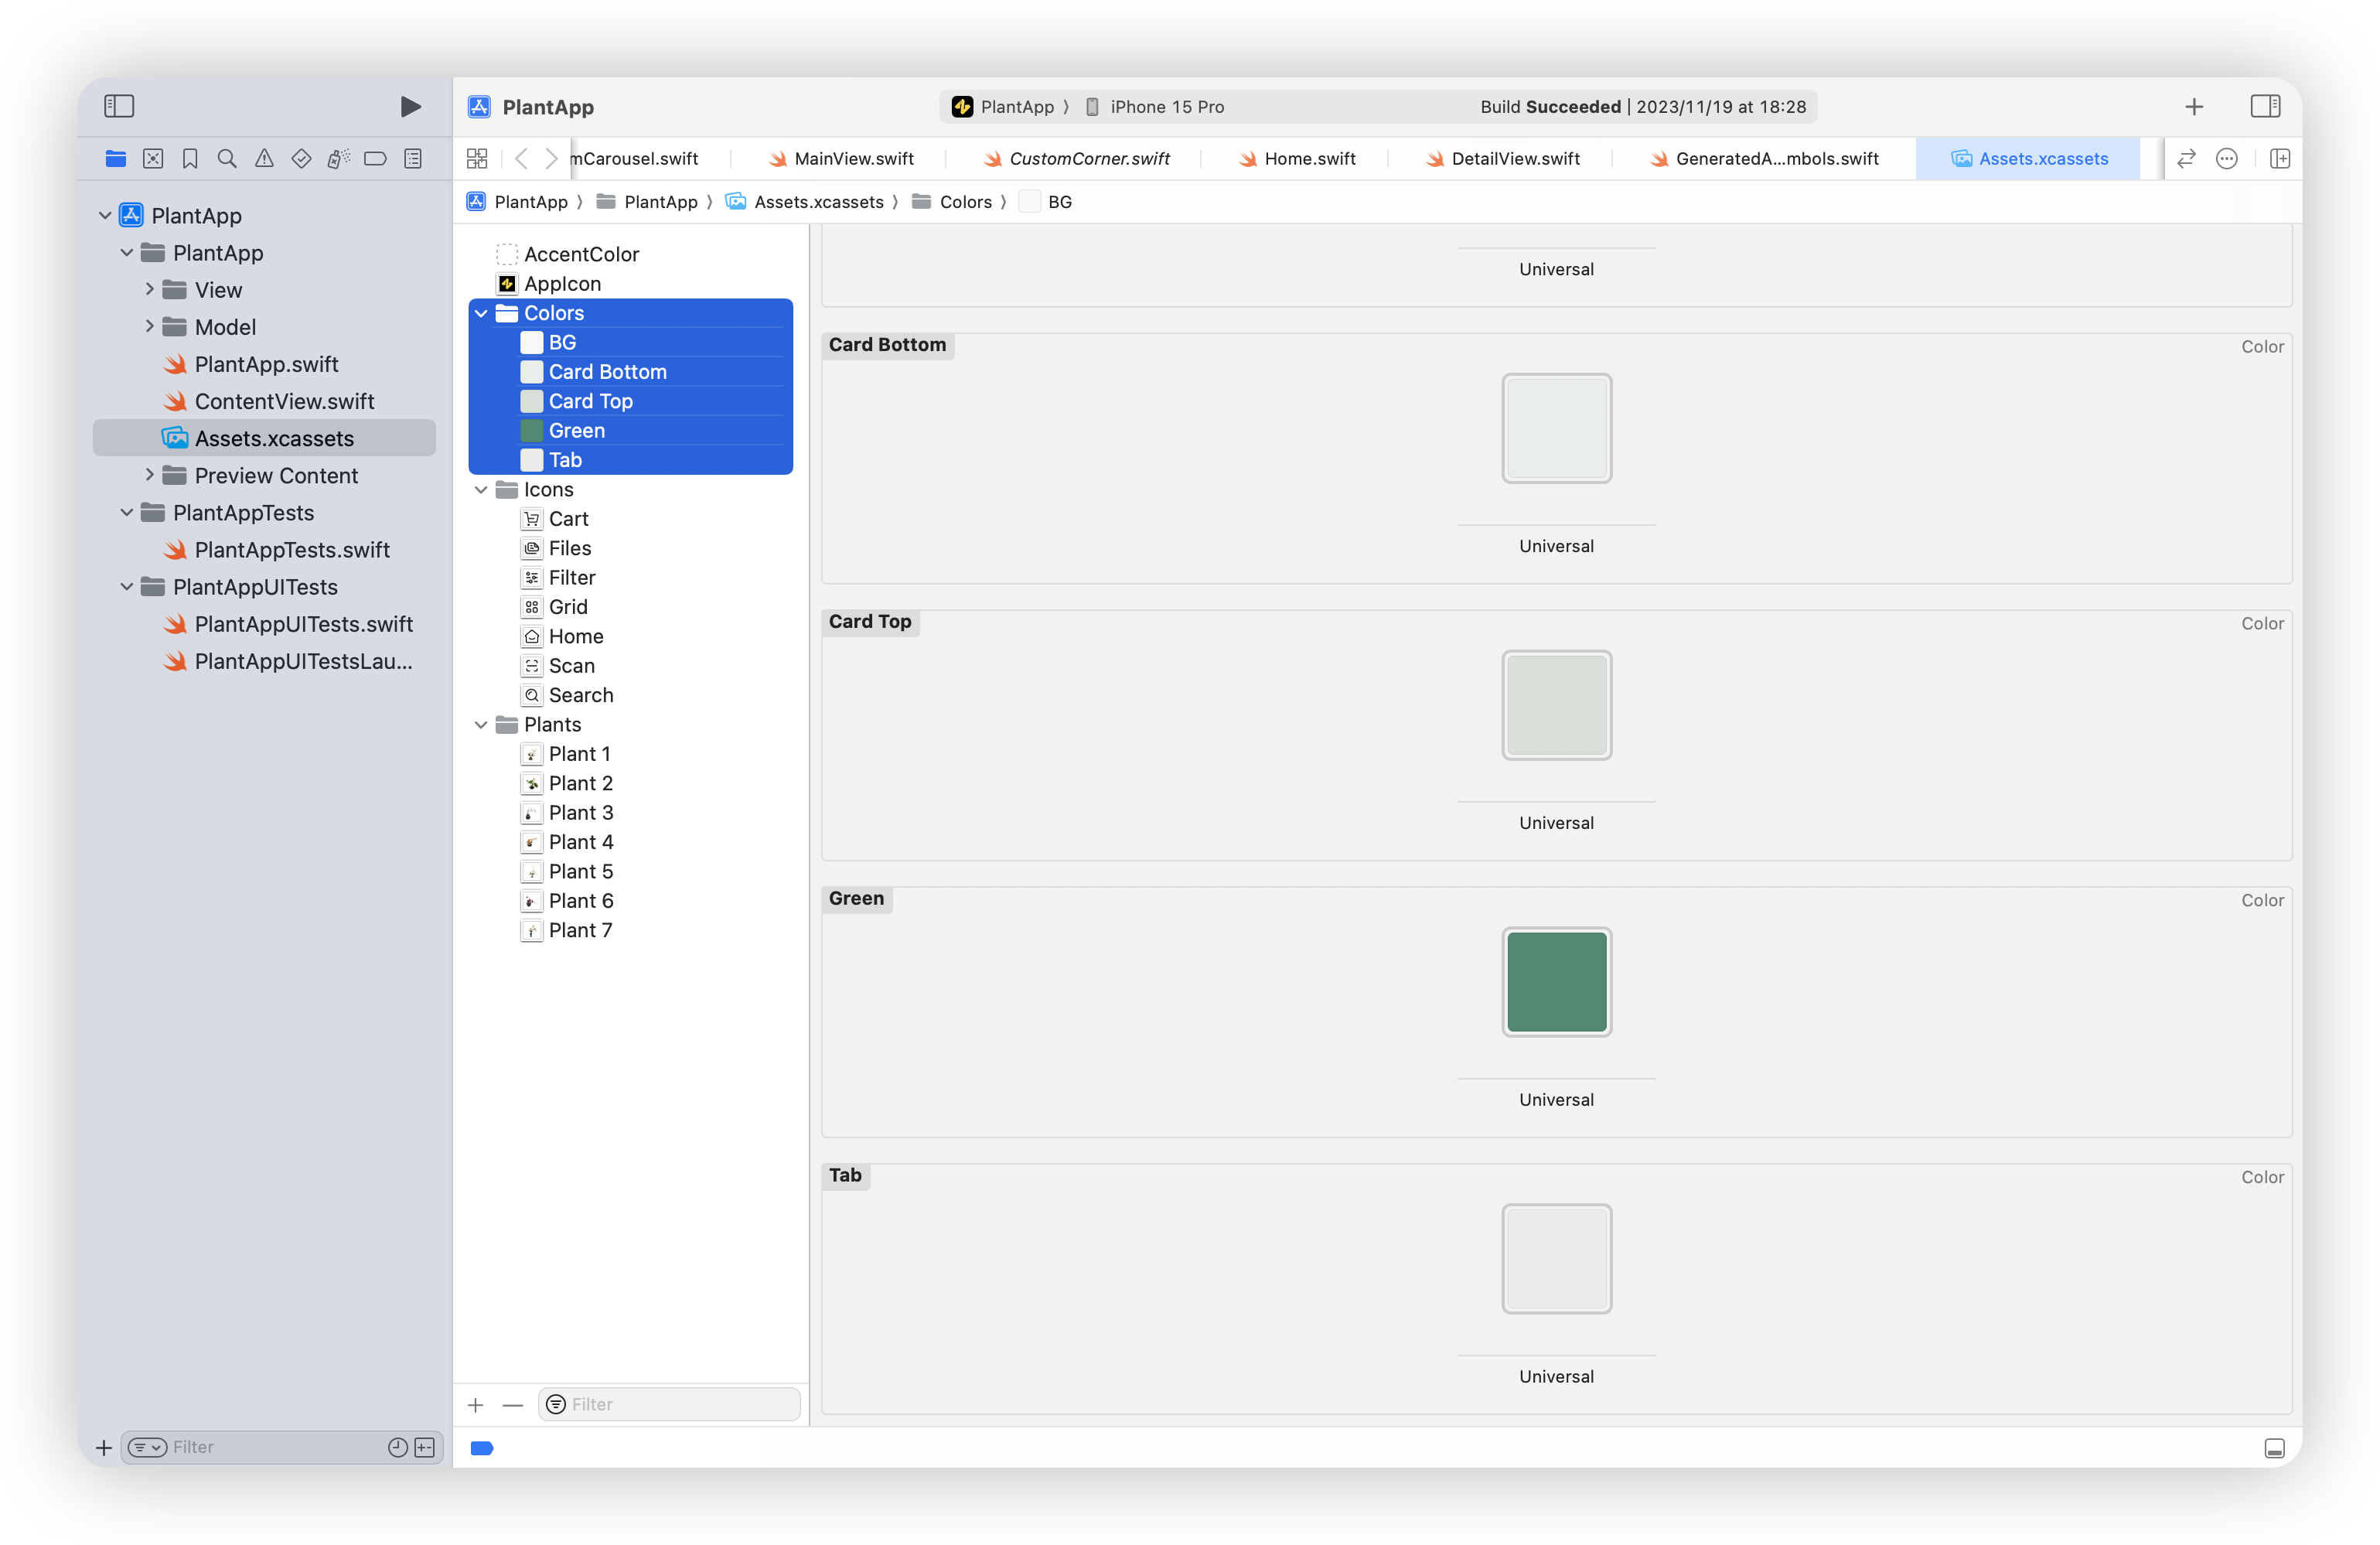 PlantApp
PlantApp
iPhone 15 Pro
Build Succeeded | 2023/11/19 at 18:28
mCarousel.swift
MainView.swift
CustomCorner.swift
Home.swift
DetailView.swift
GeneratedA...mbols.swift
Assets.xcassets
PlantApp
PlantApp
Assets.xcassets
Colors
BG
PlantApp
PlantApp
View
Model
PlantApp.swift
ContentView.swift
Assets.xcassets
Preview Content
PlantAppTests
PlantAppTests.swift
PlantAppUITests
PlantAppUITests.swift
PlantAppUITestsLau...
Filter
AccentColor
AppIcon
Colors
BG
Card Bottom
Card Top
Green
Tab
Icons
Cart
Files
Filter
Grid
Home
Scan
Search
Plants
Plant 1
Plant 2
Plant 3
Plant 4
Plant 5
Plant 6
Plant 7
Filter
Universal
Card Bottom
Color
Universal
Card Top
Color
Universal
Green
Color
Universal
Tab
Color
Universal